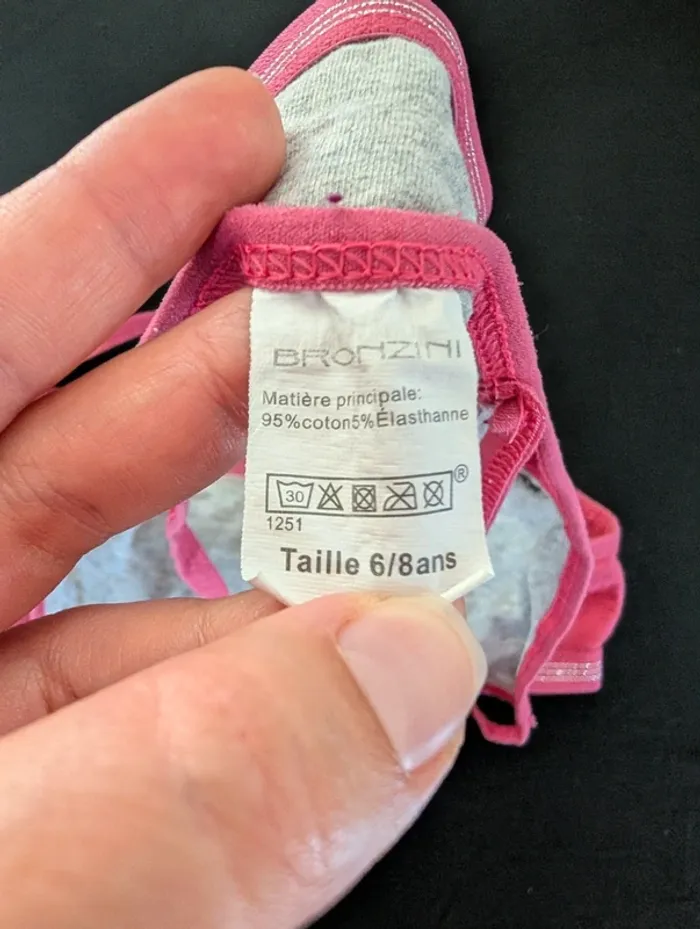 BRONZINI
Matière principale:
95%coton5%Élasthanne
30
®
1251
Taille 6/8ans